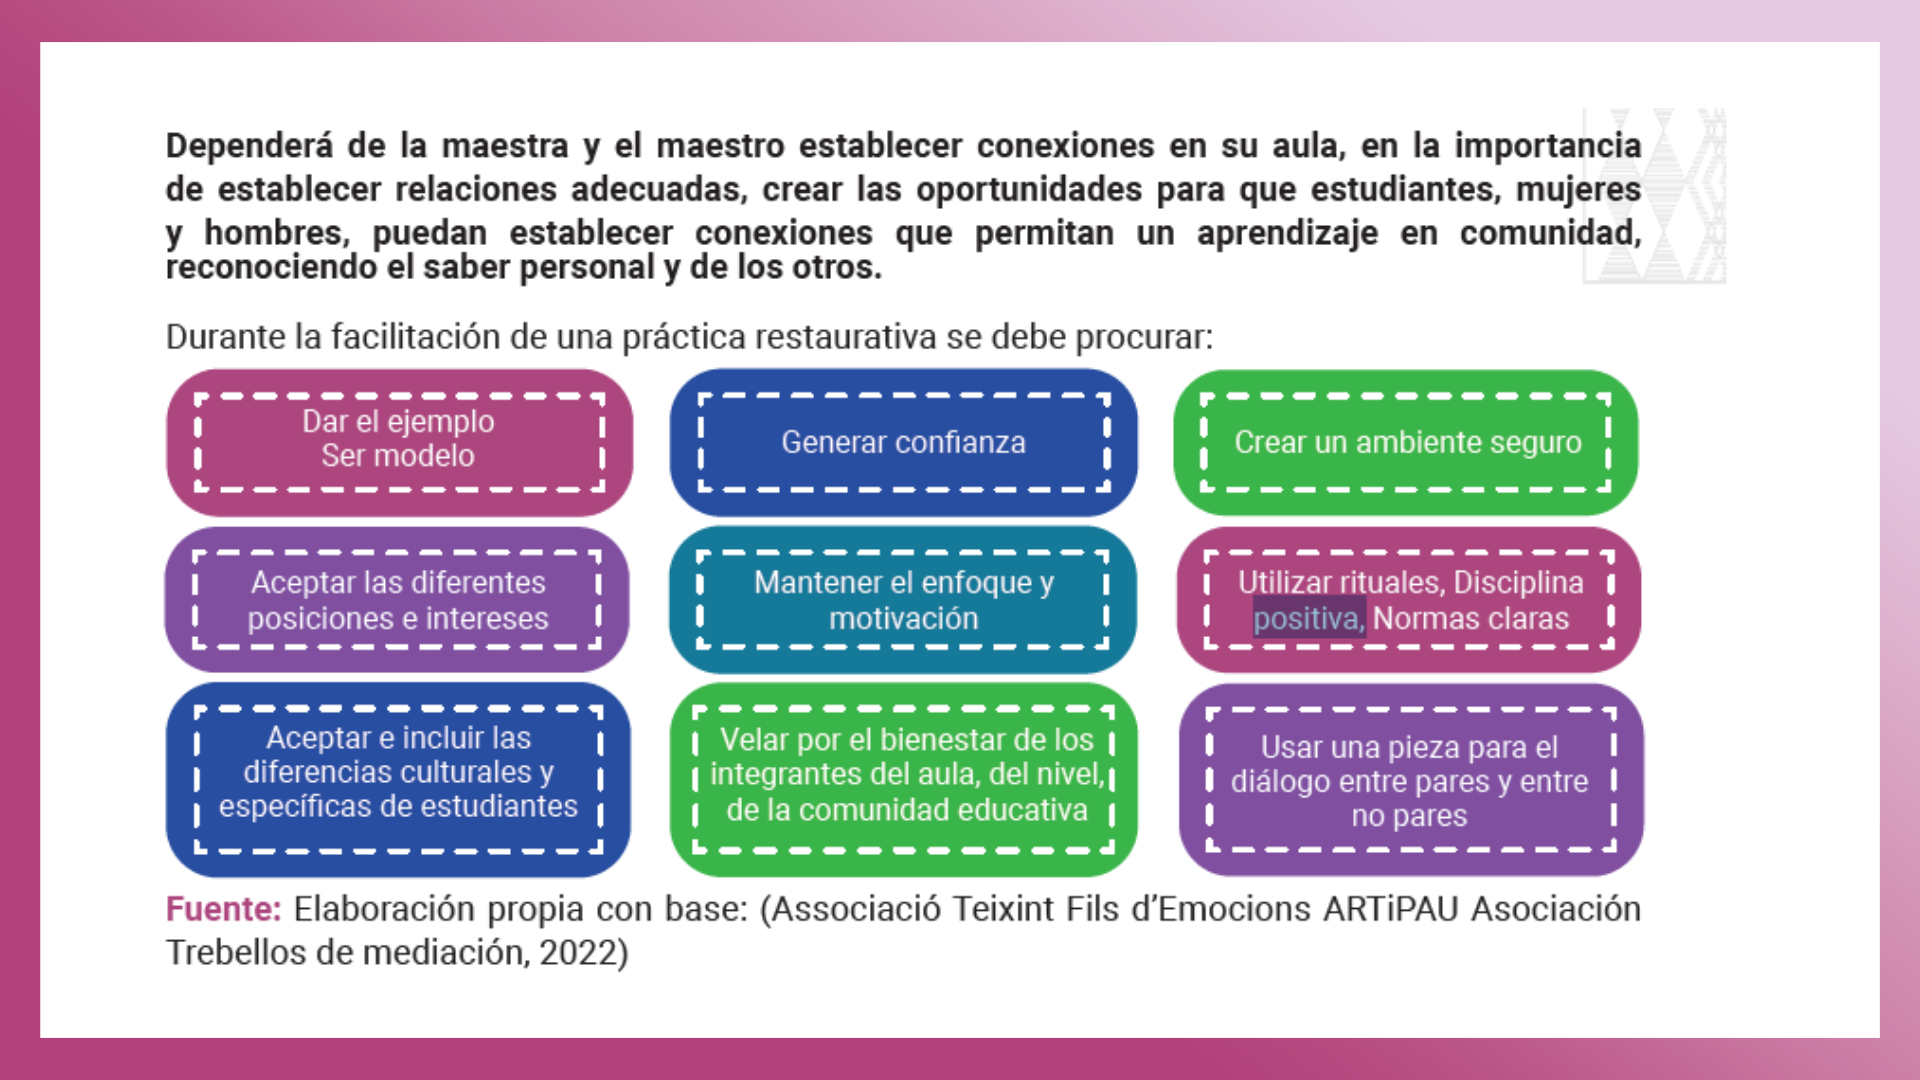 Dependerá de la maestra y el maestro establecer conexiones en su aula, en la importancia
de establecer relaciones adecuadas, crear las oportunidades para que estudiantes, mujeres
y hombres, puedan establecer conexiones que permitan un aprendizaje en comunidad,
reconociendo el saber personal y de los otros.
Durante la facilitación de una práctica restaurativa se debe procurar:
Dar el ejemplo
Ser modelo
Generar confianza
Crear un ambiente seguro
Aceptar las diferentes
posiciones e intereses
Mantener el enfoque y
motivación
Utilizar rituales, Disciplina
positiva, Normas claras
Aceptar e incluir las
diferencias culturales y
específicas de estudiantes
Velar por el bienestar de los
integrantes del aula, del nivel,
de la comunidad educativa
Usar una pieza para el
diálogo entre pares y entre
no pares
Fuente: Elaboración propia con base: (Associació Teixint Fils d’Emocions ARTiPAU Asociación
Trebellos de mediación, 2022)